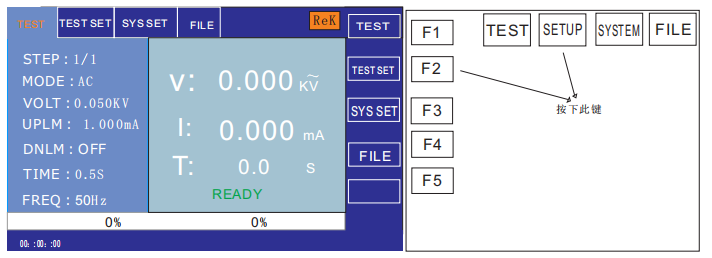 TEST TEST SET SYS SET FILE ReK TEST
STEP : 1/1
MODE : AC
VOLT : 0.050KV
UPLM : 1.000mA
DNLM : OFF
TIME : 0.5S
FREQ : 50Hz
V: 0.000 KV
I: 0.000 mA
T: 0.0 S
READY
0% 0%
00: :00: :00
TEST SET
SYS SET
FILE
F1 TEST SETUP SYSTEM FILE
F2
按下此键
F3
F4
F5